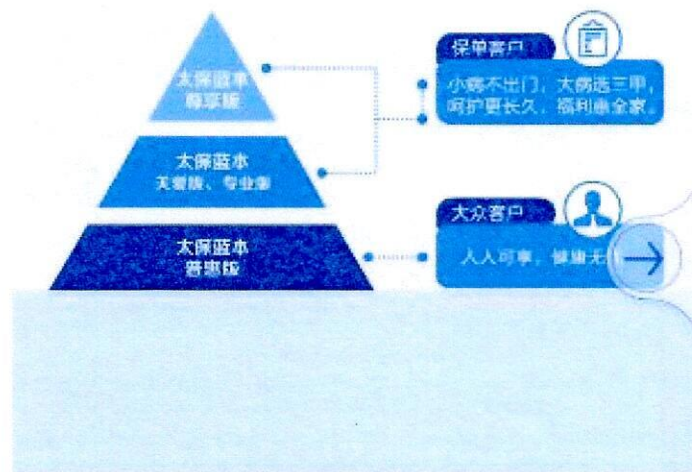 太保蓝本
尊享版
太保蓝本
关爱版、专业版
太保蓝本
普惠版
保单客户
小病不出门，大病选三甲，
呵护更长久，福利惠全家。
大众客户
人人可享，健康无